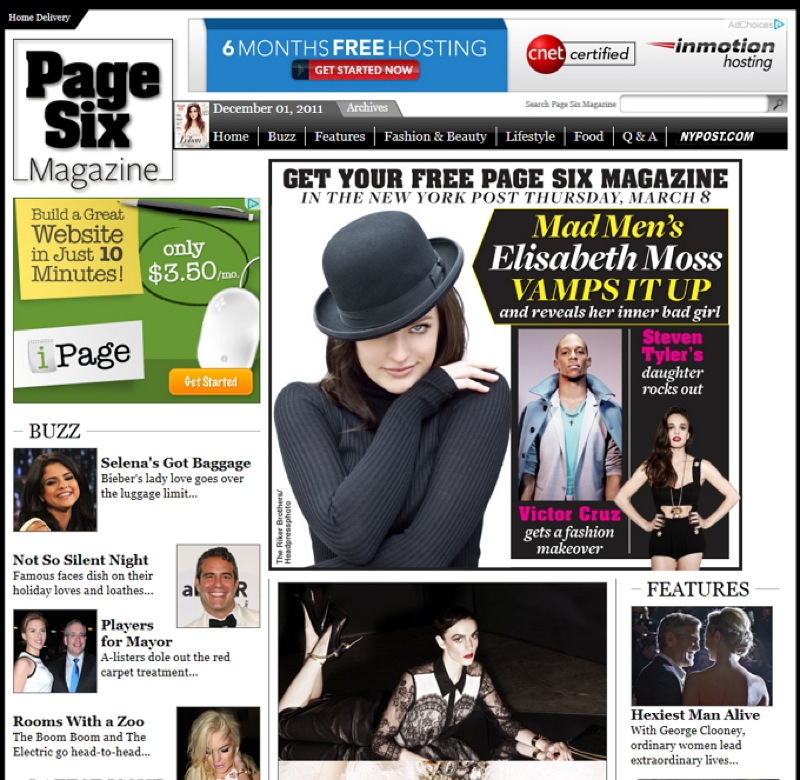 Home Delivery
AdChoices
6 MONTHS FREE HOSTING
GET STARTED NOW
cnet certified
inmotion
hosting
Page
Six
Magazine
December 01, 2011
Archives
Search Page Six Magazine
Home
Buzz
Features
Fashion & Beauty
Lifestyle
Food
Q & A
NYPOST.COM
Build a Great
Website
in Just 10
Minutes!
only
$3.50/mo.
iPage
Get Started
GET YOUR FREE PAGE SIX MAGAZINE
IN THE NEW YORK POST THURSDAY, MARCH 8
Mad Men's
Elisabeth Moss
VAMPS IT UP
and reveals her inner bad girl
Steven
Tyler's
daughter
rocks out
Victor Cruz
gets a fashion
makeover
The Riker Brothers/
Headpressphoto
BUZZ
Selena's Got Baggage
Bieber's lady love goes over
the luggage limit...
Not So Silent Night
Famous faces dish on their
holiday loves and loathes...
Players
for Mayor
A-listers dole out the red
carpet treatment...
Rooms With a Zoo
The Boom Boom and The
Electric go head-to-head...
FEATURES
Hexiest Man Alive
With George Clooney,
ordinary women lead
extraordinary lives...